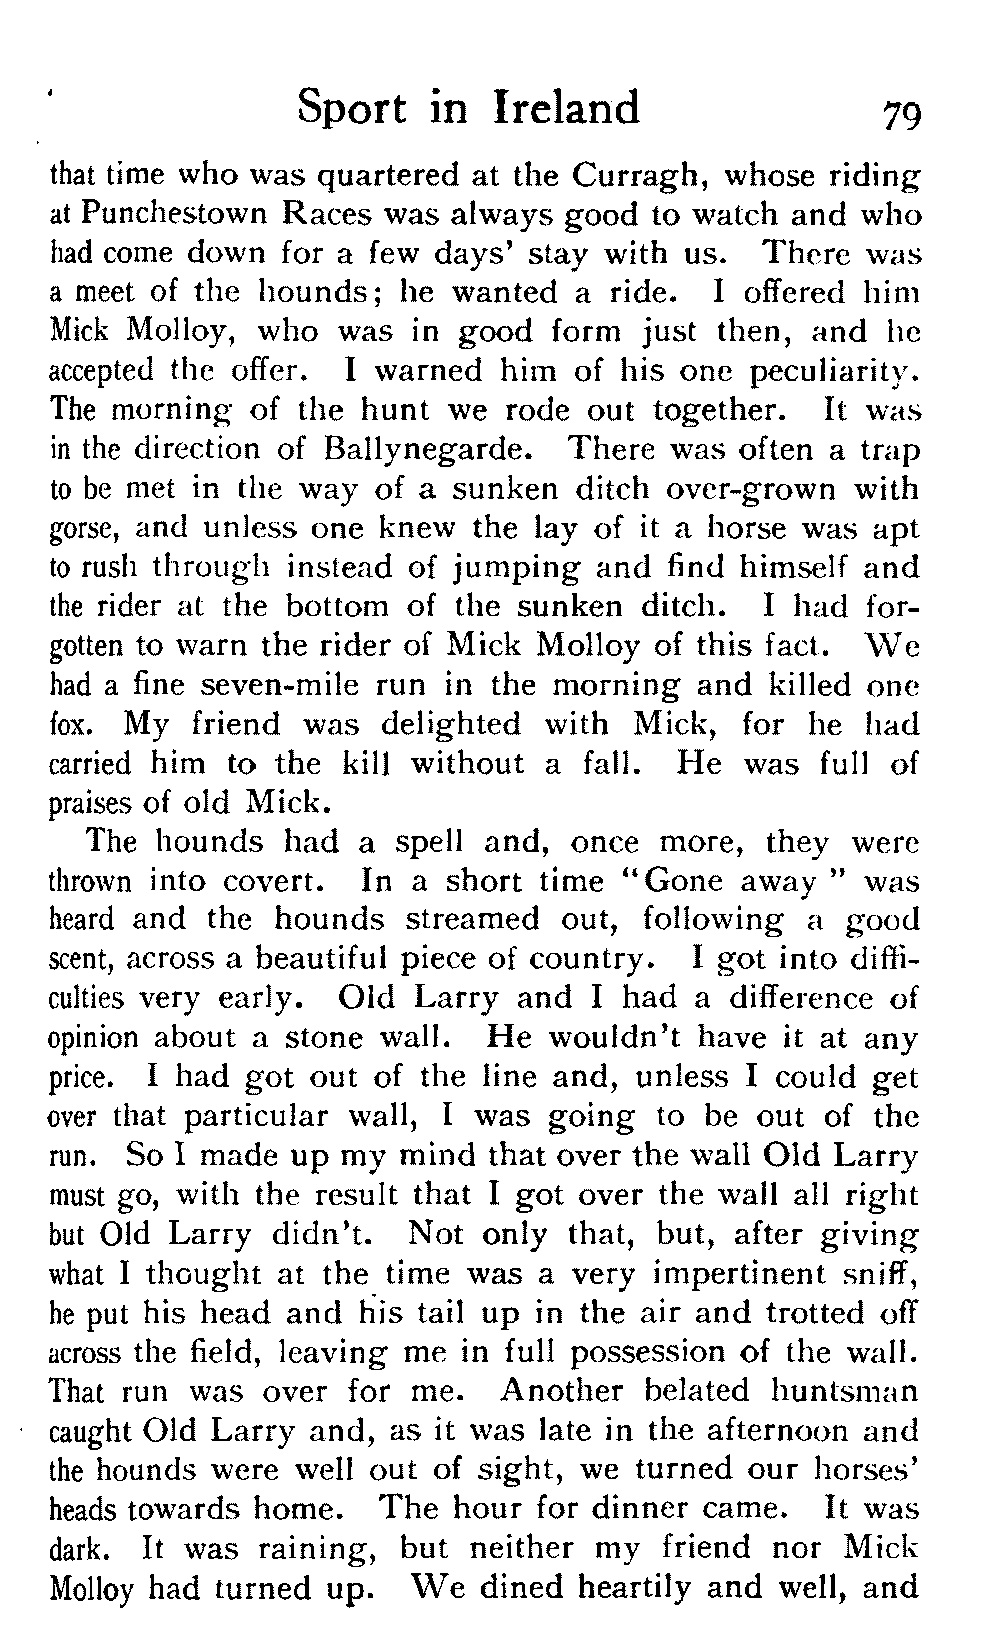 Sport in Ireland 79
that time who was quartered at the Curragh, whose riding
at Punchestown Races was always good to watch and who
had come down for a few days' stay with us. There was
a meet of the hounds; he wanted a ride. I offered him
Mick Molloy, who was in good form just then, and he
accepted the offer. I warned him of his one peculiarity.
The morning of the hunt we rode out together. It was
in the direction of Ballynegarde. There was often a trap
to be met in the way of a sunken ditch over-grown with
gorse, and unless one knew the lay of it a horse was apt
to rush through instead of jumping and find himself and
the rider at the bottom of the sunken ditch. I had for-
gotten to warn the rider of Mick Molloy of this fact. We
had a fine seven-mile run in the morning and killed one
fox. My friend was delighted with Mick, for he had
carried him to the kill without a fall. He was full of
praises of old Mick.
The hounds had a spell and, once more, they were
thrown into covert. In a short time "Gone away" was
heard and the hounds streamed out, following a good
scent, across a beautiful piece of country. I got into diffi-
culties very early. Old Larry and I had a difference of
opinion about a stone wall. He wouldn't have it at any
price. I had got out of the line and, unless I could get
over that particular wall, I was going to be out of the
run. So I made up my mind that over the wall Old Larry
must go, with the result that I got over the wall all right
but Old Larry didn't. Not only that, but, after giving
what I thought at the time was a very impertinent sniff,
he put his head and his tail up in the air and trotted off
across the field, leaving me in full possession of the wall.
That run was over for me. Another belated huntsman
caught Old Larry and, as it was late in the afternoon and
the hounds were well out of sight, we turned our horses'
heads towards home. The hour for dinner came. It was
dark. It was raining, but neither my friend nor Mick
Molloy had turned up. We dined heartily and well, and